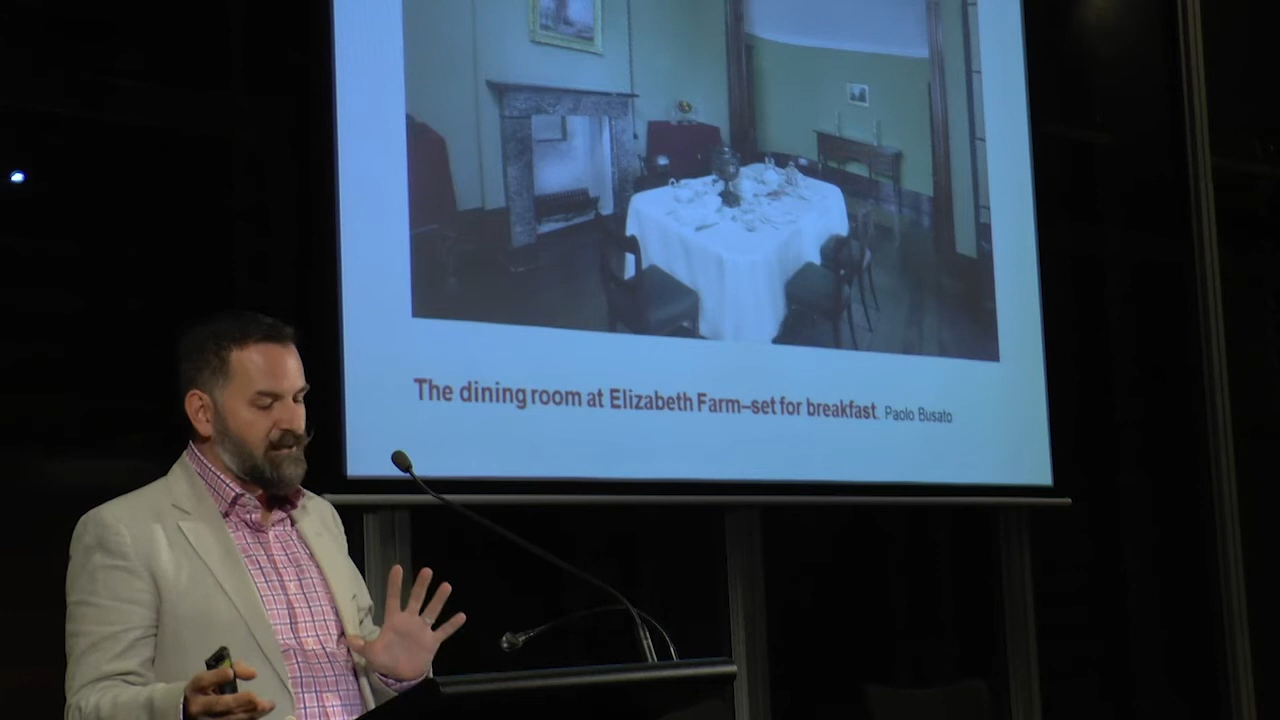 The dining room at Elizabeth Farm–set for breakfast. Paolo Busato